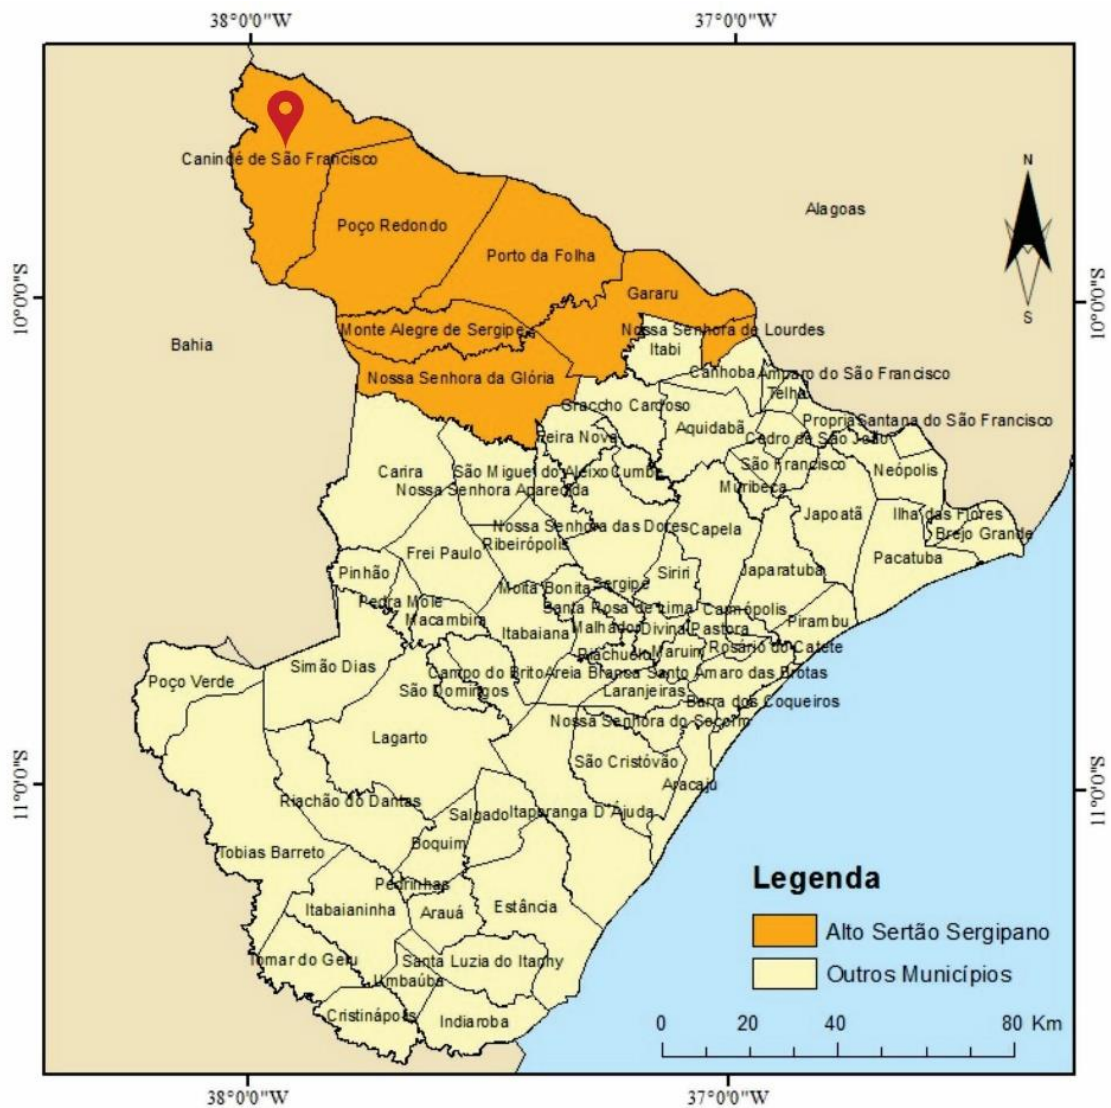 38°0'0"W
37°0'0"W
Canindé de São Francisco
Alagoas
N
Poço Redondo
Porto da Folha
10°0'0"S
10°0'0"S
Gararu
S
Monte Alegre de Sergipe
Nossa Senhora de Lourdes
Bahia
Itabi
Nossa Senhora da Glória
Canhoba
Amparo do São Francisco
Telha
Graccho Cardoso
Propriá
Santana do São Francisco
Aquidabã
Feira Nova
Cedro de São João
Carira
São Miguel do Aleixo
Cumbe
São Francisco
Neópolis
Nossa Senhora Aparecida
Muribeca
Japoatã
Ilha das Flores
Nossa Senhora das Dores
Capela
Brejo Grande
Ribeirópolis
Frei Paulo
Pacatuba
Pinhão
Siriri
Japaratuba
Moita Bonita
Sergipe
Pedra Mole
Santa Rosa de Lima
Carmópolis
Macambira
Pirambu
Itabaiana
Malhador
Divina Pastora
Riachuelo
Maruim
Rosário do Catete
Simão Dias
Campo do Brito
Areia Branca
Santo Amaro das Brotas
Poço Verde
São Domingos
Laranjeiras
Barra dos Coqueiros
Nossa Senhora do Socorro
Lagarto
São Cristóvão
Aracaju
11°0'0"S
11°0'0"S
Riachão do Dantas
Salgado
Itaporanga D'Ájuda
Boquim
Tobias Barreto
Legenda
Pedrinhas
Itabaianinha
Arauá
Estância
Alto Sertão Sergipano
Tomar do Geru
Santa Luzia do Itanhy
Outros Municípios
Umbaúba
Cristinápolis
Indiaroba
0 20 40 80 Km
38°0'0"W
37°0'0"W